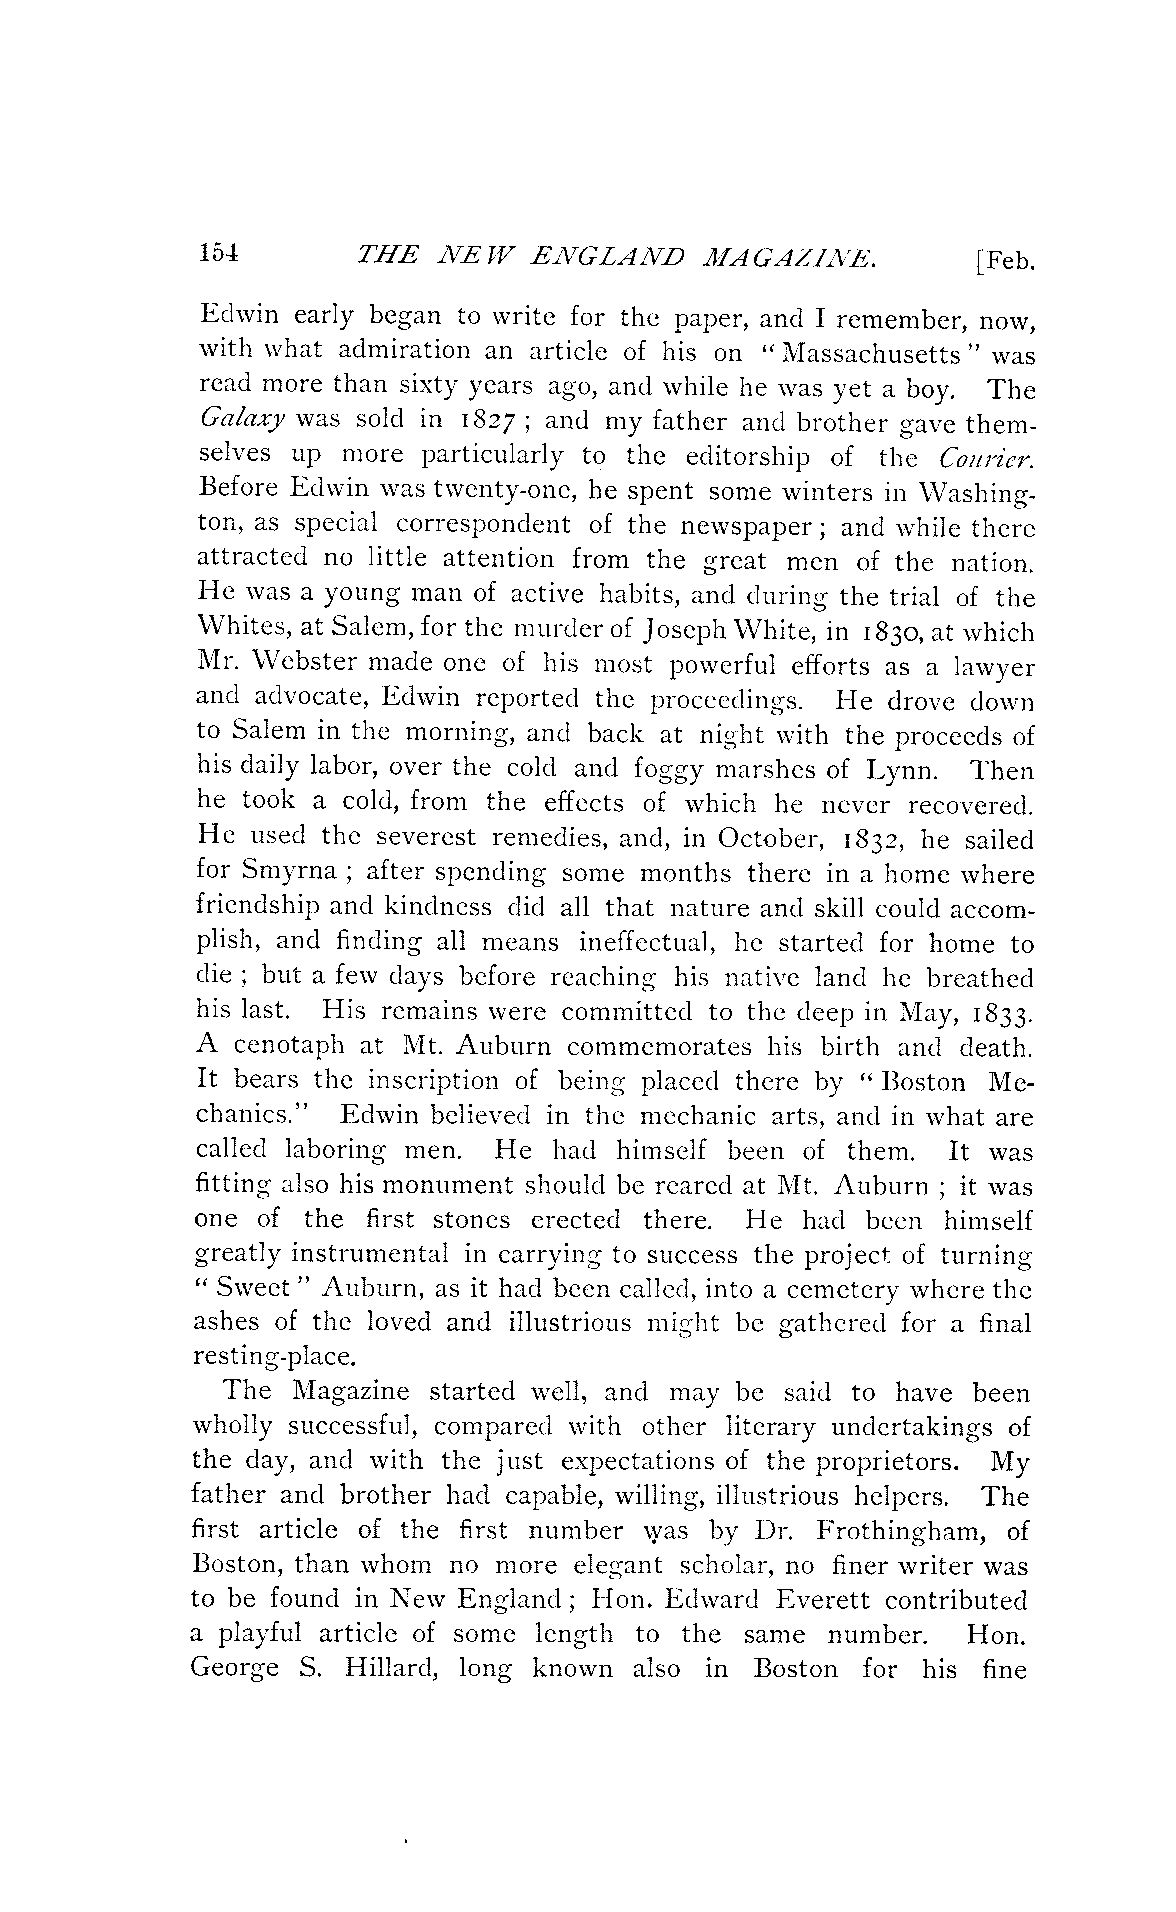 154 THE NEW ENGLAND MAGAZINE. [Feb.
Edwin early began to write for the paper, and I remember, now,
with what admiration an article of his on “Massachusetts” was
read more than sixty years ago, and while he was yet a boy. The
Galaxy was sold in 1827; and my father and brother gave them-
selves up more particularly to the editorship of the Courier.
Before Edwin was twenty-one, he spent some winters in Washing-
ton, as special correspondent of the newspaper; and while there
attracted no little attention from the great men of the nation.
He was a young man of active habits, and during the trial of the
Whites, at Salem, for the murder of Joseph White, in 1830, at which
Mr. Webster made one of his most powerful efforts as a lawyer
and advocate, Edwin reported the proceedings. He drove down
to Salem in the morning, and back at night with the proceeds of
his daily labor, over the cold and foggy marshes of Lynn. Then
he took a cold, from the effects of which he never recovered.
He used the severest remedies, and, in October, 1832, he sailed
for Smyrna; after spending some months there in a home where
friendship and kindness did all that nature and skill could accom-
plish, and finding all means ineffectual, he started for home to
die; but a few days before reaching his native land he breathed
his last. His remains were committed to the deep in May, 1833.
A cenotaph at Mt. Auburn commemorates his birth and death.
It bears the inscription of being placed there by “Boston Me-
chanics.” Edwin believed in the mechanic arts, and in what are
called laboring men. He had himself been of them. It was
fitting also his monument should be reared at Mt. Auburn; it was
one of the first stones erected there. He had been himself
greatly instrumental in carrying to success the project of turning
“Sweet” Auburn, as it had been called, into a cemetery where the
ashes of the loved and illustrious might be gathered for a final
resting-place.
The Magazine started well, and may be said to have been
wholly successful, compared with other literary undertakings of
the day, and with the just expectations of the proprietors. My
father and brother had capable, willing, illustrious helpers. The
first article of the first number was by Dr. Frothingham, of
Boston, than whom no more elegant scholar, no finer writer was
to be found in New England; Hon. Edward Everett contributed
a playful article of some length to the same number. Hon.
George S. Hillard, long known also in Boston for his fine